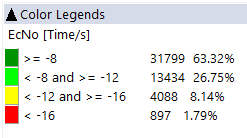 Color Legends
EcNo [Time/s]
>= -8 31799 63.32%
< -8 and >= -12 13434 26.75%
< -12 and >= -16 4088 8.14%
< -16 897 1.79%